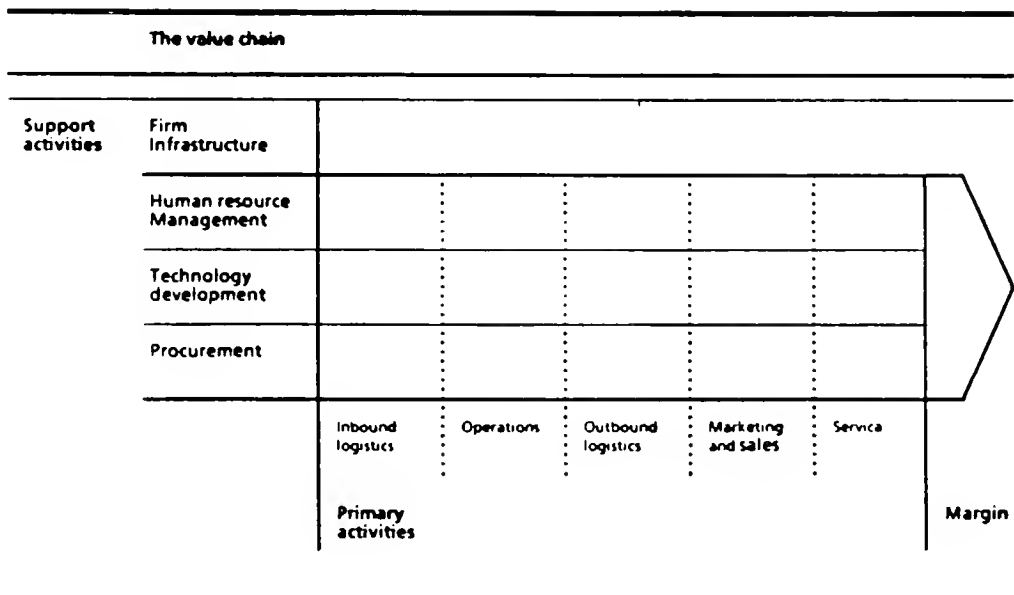 The value chain
Support
activities
Firm
Infrastructure
Human resource
Management
Technology
development
Procurement
Inbound
logistics
Operations
Outbound
logistics
Marketing
and sales
Service
Primary
activities
Margin